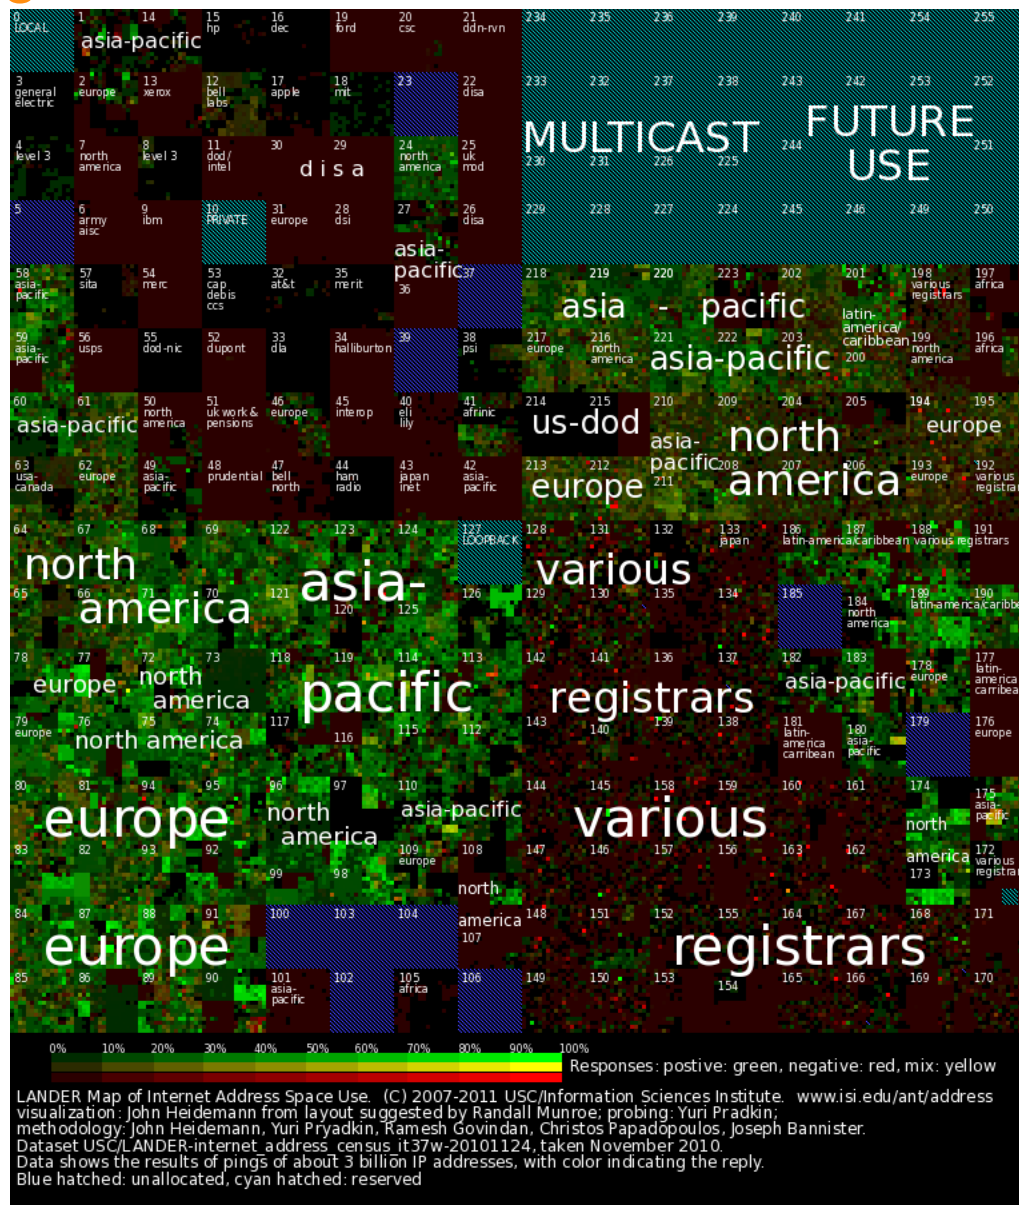 0 1 14 15 16 19 20 21 234 235 236 239 240 241 254 255
LOCAL hp dec ford csc ddn-rvn
asia-pacific
3 2 13 12 17 18 23 22 233 232 237 238 243 242 253 252
general europe xerox bell apple mit disa
electric labs
MULTICAST FUTURE
USE
4 7 8 11 30 29 24 25 230 231 226 225 244 251
level 3 north level 3 dod/ disa north uk
america intel america mod
5 6 9 10 31 28 27 26 229 228 227 224 245 246 249 250
army ibm PRIVATE europe dsi disa
aisc
asia-
pacific
58 57 54 53 32 35 36 37 218 219 220 223 202 201 198 197
asia- sita merc cap at&t merit various africa
pacific debis registrars
ccs
asia - pacific
latin-
america/
caribbean
59 56 55 52 33 34 39 38 217 216 221 222 203 200 199 196
asia- usps dod-nic dupont dla halliburton psi europe north north africa
pacific america america
asia-pacific
60 61 50 51 46 45 40 41 214 215 210 209 204 205 194 195
north uk work & europe interop eli afrinic
america pensions lily
asia-pacific us-dod north europe
asia-
pacific
america
63 62 49 48 47 44 43 42 213 212 211 208 207 206 193 192
usa- europe asia- prudential bell ham japan asia- europe various
canada pacific north radio inet pacific registrar
europe
64 67 68 69 122 123 124 127 128 131 132 133 186 187 188 191
LOOPBACK japan latin-america/caribbean various registrars
north asia- various
america
65 66 71 70 121 120 125 126 129 130 135 134 185 184 189 190
north latin-america/caribbe
america
78 77 72 73 118 119 114 113 142 141 136 137 182 183 178 177
europe latin-
america
carribea
europe north pacific registrars asia-pacific
america
79 76 75 74 117 116 115 112 143 140 139 138 181 180 179 176
europe latin- asia- europe
america pacific
carribean
north america
80 81 94 95 96 97 110 144 145 158 159 160 161 174 175
asia-
pacific
europe north asia-pacific various north
america
83 82 93 92 99 98 109 108 147 146 157 156 163 162 173 172
europe various
registrar
america
north
america
84 87 88 91 100 103 104 107 148 151 152 155 164 167 168 171
europe registrars
85 86 89 90 101 102 105 106 149 150 153 154 165 166 169 170
asia- africa
pacific
0% 10% 20% 30% 40% 50% 60% 70% 80% 90% 100%
Responses: postive: green, negative: red, mix: yellow
LANDER Map of Internet Address Space Use. (C) 2007-2011 USC/Information Sciences Institute. www.isi.edu/ant/address
visualization: John Heidemann from layout suggested by Randall Munroe; probing: Yuri Pradkin;
methodology: John Heidemann, Yuri Pryadkin, Ramesh Govindan, Christos Papadopoulos, Joseph Bannister.
Dataset USC/LANDER-internet_address_census_it37w-20101124, taken November 2010.
Data shows the results of pings of about 3 billion IP addresses, with color indicating the reply.
Blue hatched: unallocated, cyan hatched: reserved